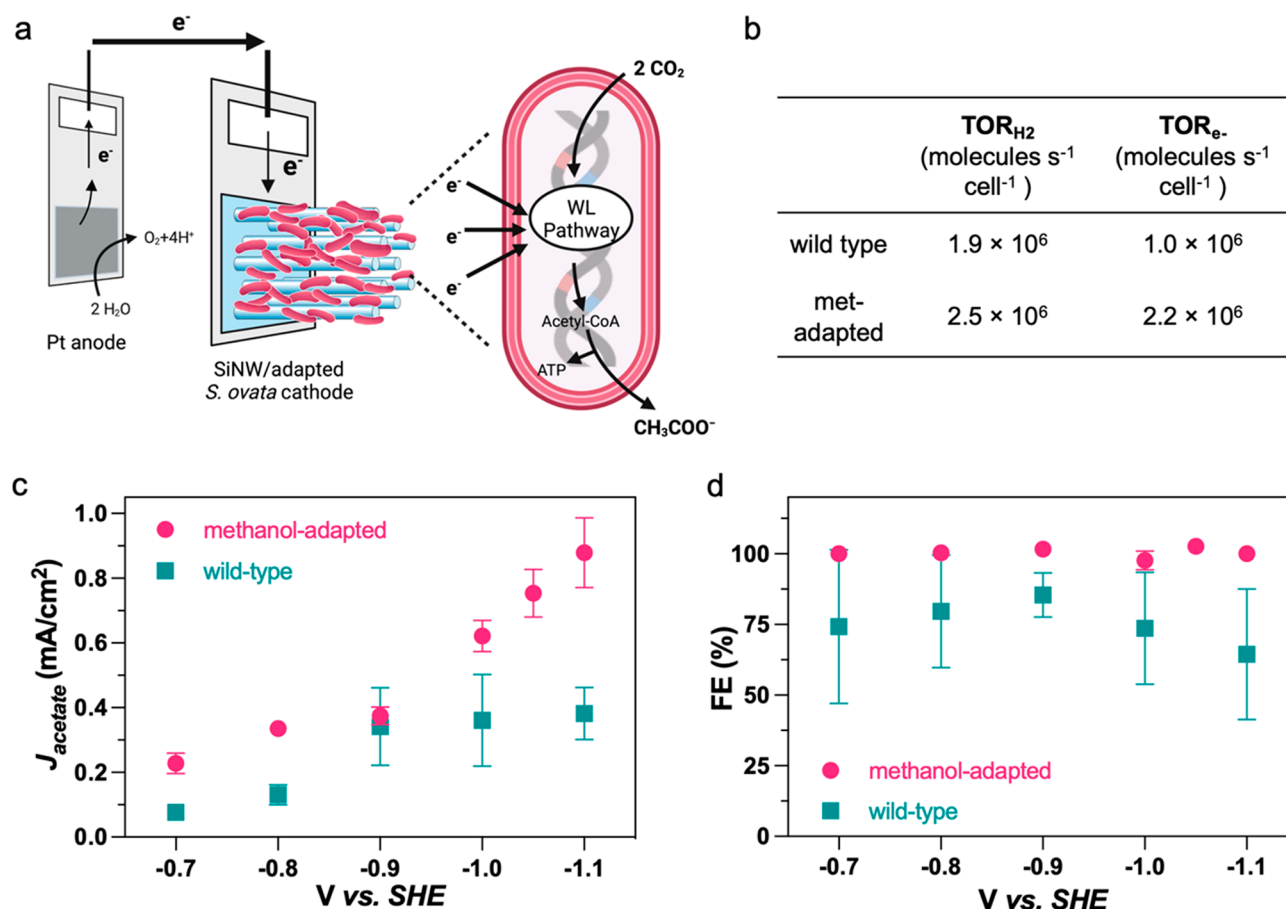 a
e⁻
e⁻
O₂+4H⁺
2 H₂O
Pt anode
e⁻
SiNW/adapted
S. ovata cathode
e⁻
e⁻
e⁻
2 CO₂
WL
Pathway
Acetyl-CoA
ATP
CH₃COO⁻
b
TOR_H2 TOR_e-
(molecules s⁻¹ (molecules s⁻¹
cell⁻¹ ) cell⁻¹ )
wild type 1.9 × 10⁶ 1.0 × 10⁶
met-
adapted 2.5 × 10⁶ 2.2 × 10⁶
c
J_acetate (mA/cm²)
1.0
0.8
0.6
0.4
0.2
0.0
methanol-adapted
wild-type
-0.7 -0.8 -0.9 -1.0 -1.1
V vs. SHE
d
FE (%)
100
75
50
25
0
methanol-adapted
wild-type
-0.7 -0.8 -0.9 -1.0 -1.1
V vs. SHE